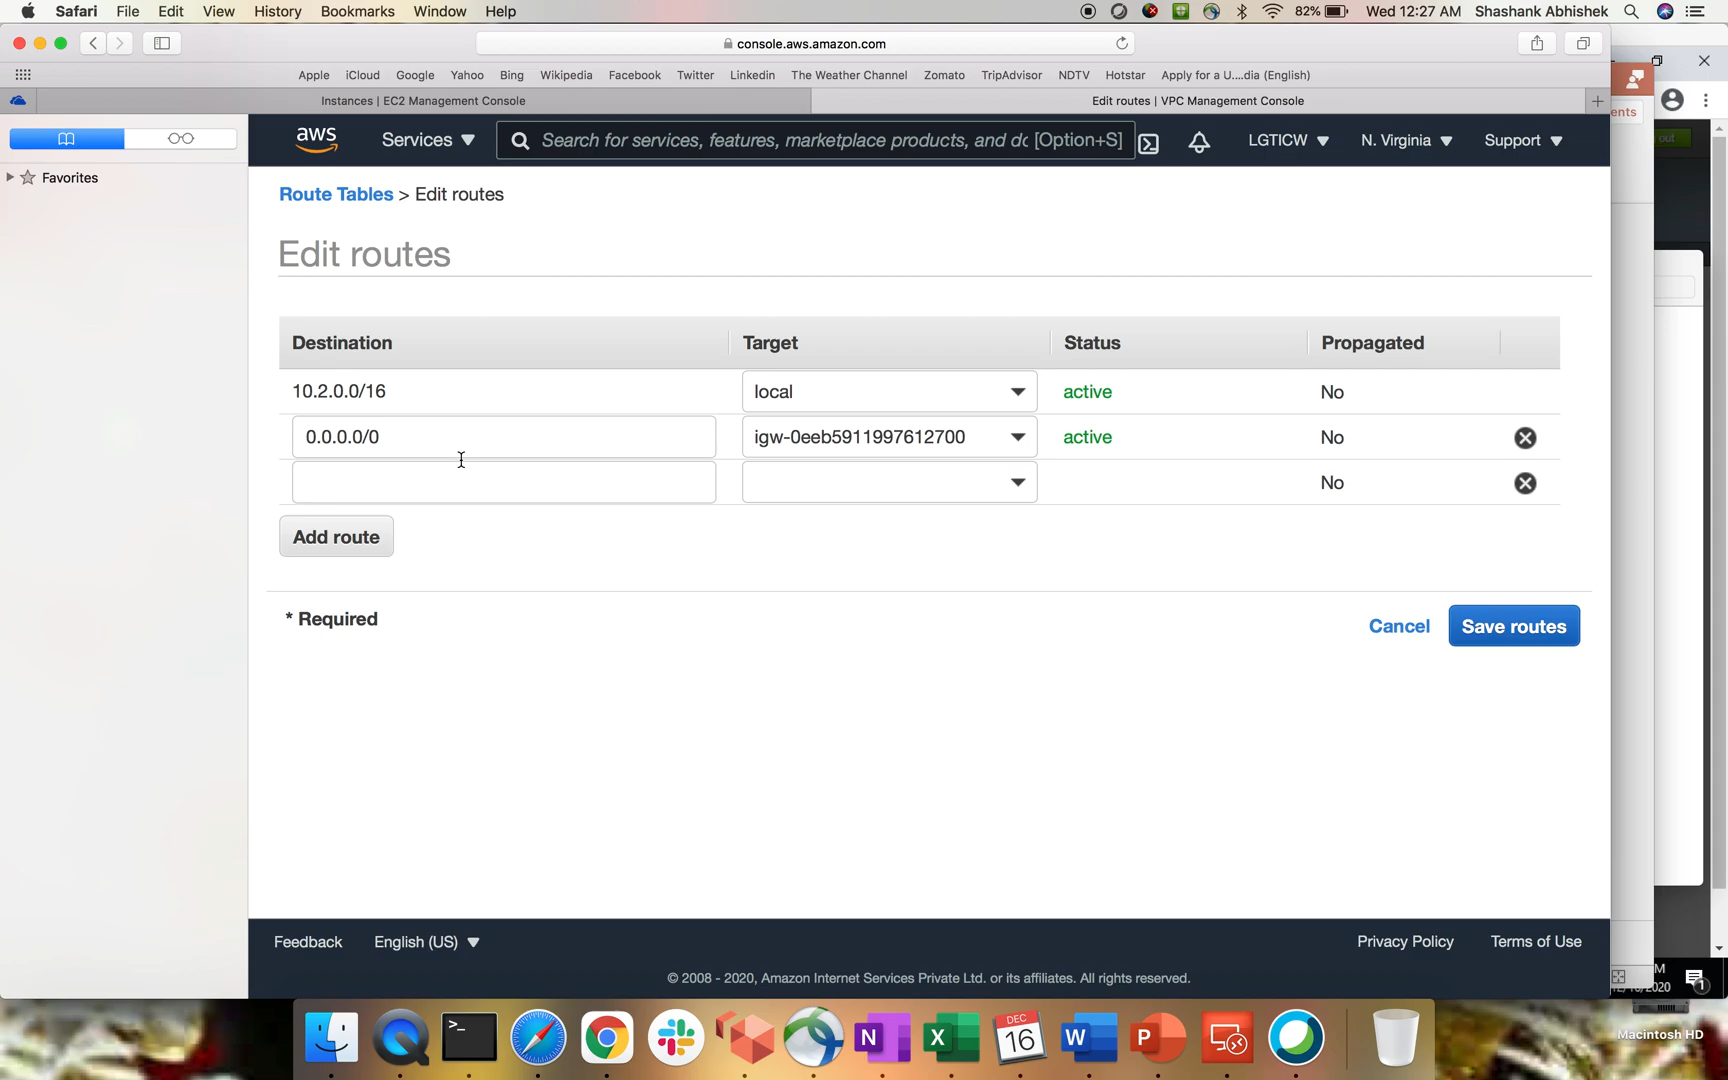 Safari File Edit View History Bookmarks Window Help 82% Wed 12:27 AM Shashank Abhishek
console.aws.amazon.com
Apple iCloud Google Yahoo Bing Wikipedia Facebook Twitter Linkedin The Weather Channel Zomato TripAdvisor NDTV Hotstar Apply for a U....dia (English)
Instances | EC2 Management Console Edit routes | VPC Management Console
ents
out
aws Services Search for services, features, marketplace products, and dc [Option+S] LGTICW N. Virginia Support
Favorites
Route Tables > Edit routes
Edit routes
Destination Target Status Propagated
10.2.0.0/16 local active No
0.0.0.0/0 igw-0eeb5911997612700 active No
No
Add route
* Required
Cancel Save routes
Feedback English (US) Privacy Policy Terms of Use
© 2008 - 2020, Amazon Internet Services Private Ltd. or its affiliates. All rights reserved.
M
/2020 1
DEC
16
N X W P
Macintosh HD